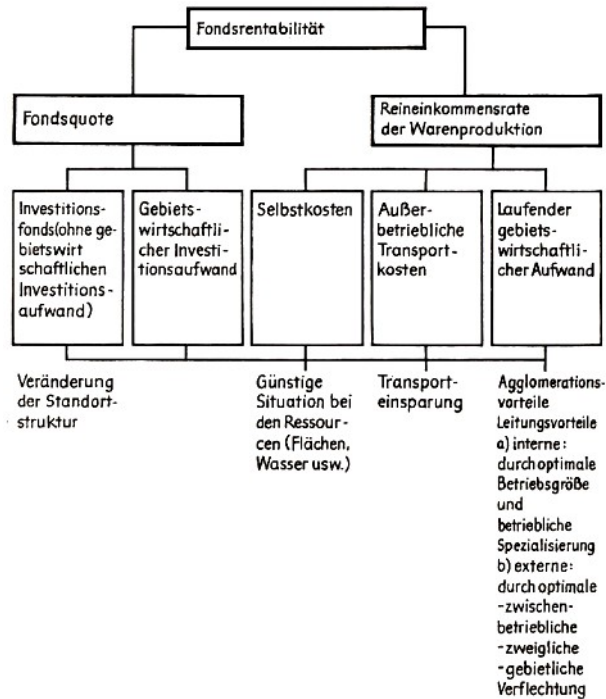 Fondsrentabilität
Fondsquote
Reineinkommensrate
der Warenproduktion
Investitions-
fonds(ohne ge-
bietswirt
schaftlichen
Investitions-
aufwand)
Gebiets-
wirtschaftli-
cher Investi-
tionsaufwand
Selbstkosten
Außer-
betriebliche
Transport-
kosten
Laufender
gebiets-
wirtschaftli-
cher Aufwand
Veränderung
der Standort-
struktur
Günstige
Situation bei
den Ressour-
cen (Flächen,
Wasser usw.)
Transport-
einsparung
Agglomerations-
vorteile
Leitungsvorteile
a) interne:
durch optimale
Betriebsgröße
und
betriebliche
Spezialisierung
b) externe:
durch optimale
-zwischen-
betriebliche
-zweigliche
-gebietliche
Verflechtung